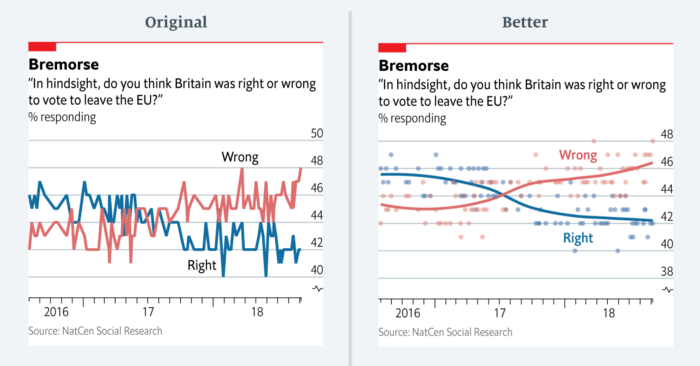 Original
Bremorse
“In hindsight, do you think Britain was right or wrong
to vote to leave the EU?”
% responding
50
Wrong
48
46
44
42
Right
40
2016 17 18
Source: NatCen Social Research
Better
Bremorse
“In hindsight, do you think Britain was right or wrong
to vote to leave the EU?”
% responding
48
Wrong
46
44
42
Right
40
38
2016 17 18
Source: NatCen Social Research